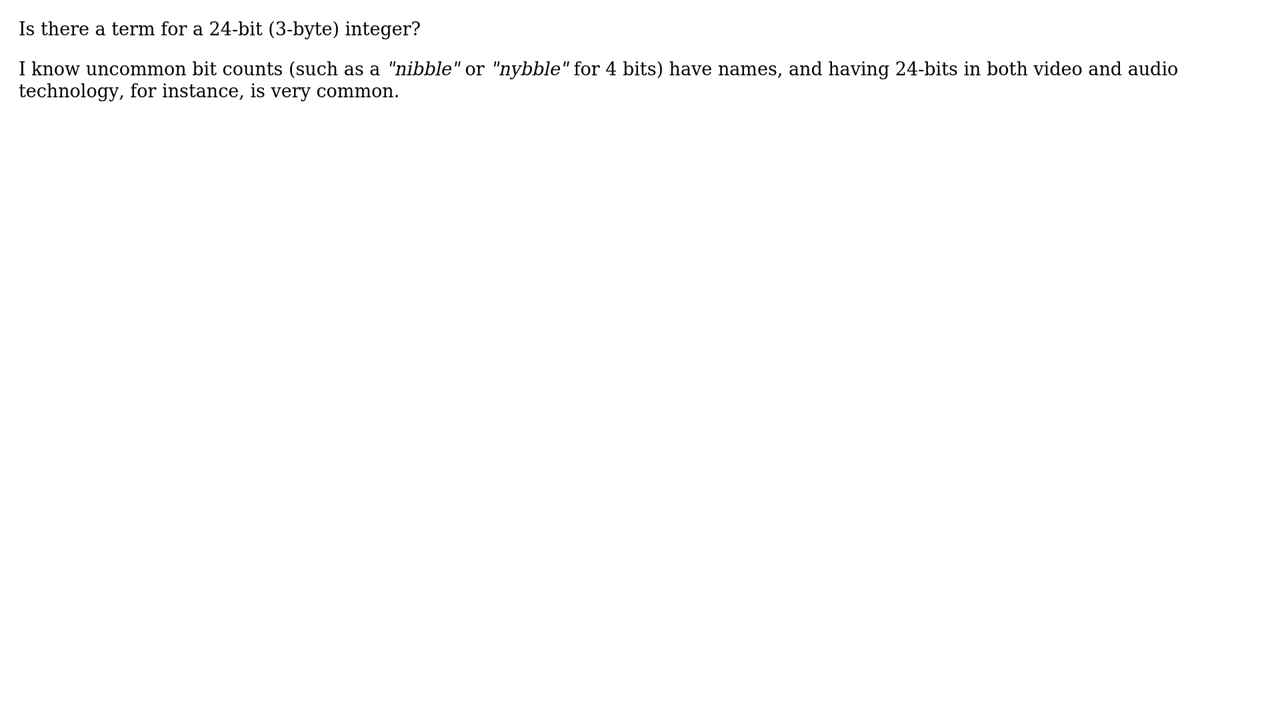 Is there a term for a 24-bit (3-byte) integer?
I know uncommon bit counts (such as a "nibble" or "nybble" for 4 bits) have names, and having 24-bits in both video and audio
technology, for instance, is very common.